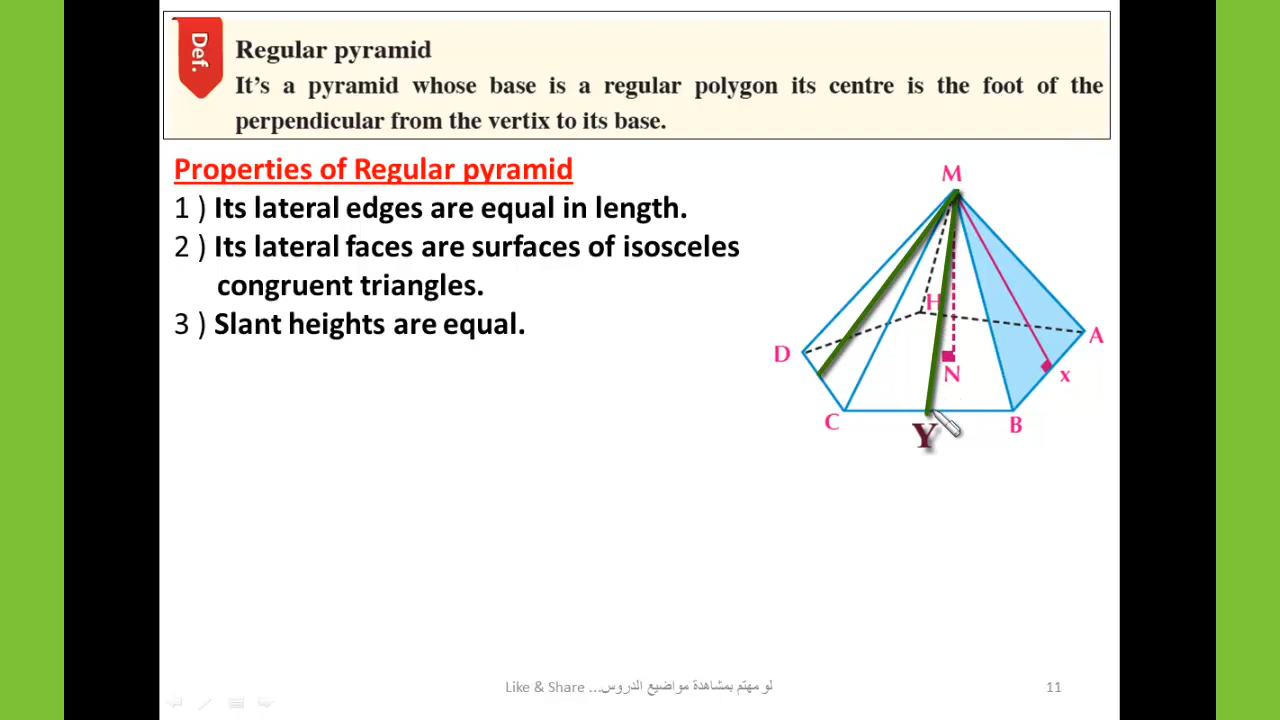 Def.
Regular pyramid
It's a pyramid whose base is a regular polygon its centre is the foot of the
perpendicular from the vertix to its base.
Properties of Regular pyramid
1 ) Its lateral edges are equal in length.
2 ) Its lateral faces are surfaces of isosceles
congruent triangles.
3 ) Slant heights are equal.
M
H
D
A
N
x
C
Y
B
Like & Share ... لو مهتم بمشاهدة مواضيع الدروس
11